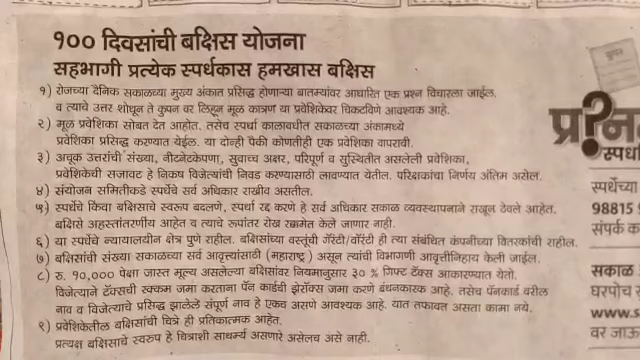 १०० दिवसांची बक्षिस योजना
सहभागी प्रत्येक स्पर्धकास हमखास बक्षिस
१) रोजच्या दैनिक सकाळच्या मुख्य अंकात प्रसिद्ध होणाऱ्या बातम्यांवर आधारित एक प्रश्न विचारला जाईल.
व त्याचे उत्तर शोधून ते कुपन वर लिहून मूळ कात्रण या प्रवेशिकेवर चिकटविणे आवश्यक आहे.
२) मूळ प्रवेशिका सोबत देत आहोत. तसेच स्पर्धा कालावधीत सकाळच्या अंकामध्ये
प्रवेशिका प्रसिद्ध करण्यात येईल. या दोन्ही पैकी कोणतीही एक प्रवेशिका वापरावी.
३) अचूक उत्तरांची संख्या, नीटनेटकेपणा, सुवाच्च अक्षर, परिपूर्ण व सुस्थितीत असलेली प्रवेशिका,
प्रवेशिकेची सजावट हे निकष विजेत्यांची निवड करण्यासाठी लावण्यात येतील. परिक्षकांचा निर्णय अंतिम असेल.
४) संयोजन समितीकडे स्पर्धेचे सर्व अधिकार राखीव असतील.
५) स्पर्धेचे किंवा बक्षिसाचे स्वरुप बदलणे, स्पर्धा रद्द करणे हे सर्व अधिकार सकाळ व्यवस्थापनाने राखून ठेवले आहेत.
बक्षिसे अहस्तांतरणीय आहेत व त्याचे रूपांतर रोख रक्कमेत केले जाणार नाही.
६) या स्पर्धेचे न्यायालयीन क्षेत्र पुणे राहील. बक्षिसांच्या वस्तूंची गॅरंटी/वॉरंटी ही त्या संबंधित कंपनीच्या वितरकांची राहील.
७) बक्षिसांची संख्या सकाळच्या सर्व आवृत्त्यांसाठी (महाराष्ट्र) असून त्यांची विभागणी आवृत्तीनिहाय केली जाईल.
८) रु. १०,००० पेक्षा जास्त मूल्य असलेल्या बक्षिसांवर नियमानुसार ३० % गिफ्ट टॅक्स आकारण्यात येतो.
विजेत्याने टॅक्सची रक्कम जमा करताना पॅन कार्डची झेरॉक्स जमा करणे बंधनकारक आहे. तसेच पॅनकार्ड वरील
नाव व विजेत्याचे प्रसिद्ध झालेले संपूर्ण नाव हे एकच असणे आवश्यक आहे. यात तफावत असता कामा नये.
९) प्रवेशिकेतील बक्षिसांची चित्रे ही प्रतिकात्मक आहेत.
प्रत्यक्ष बक्षिसाचे स्वरुप हे चित्राशी साधर्म्य असणारे असेलच असे नाही.
स्पर्धेच्या
98815
संपर्क
सकाळ
घरपोच